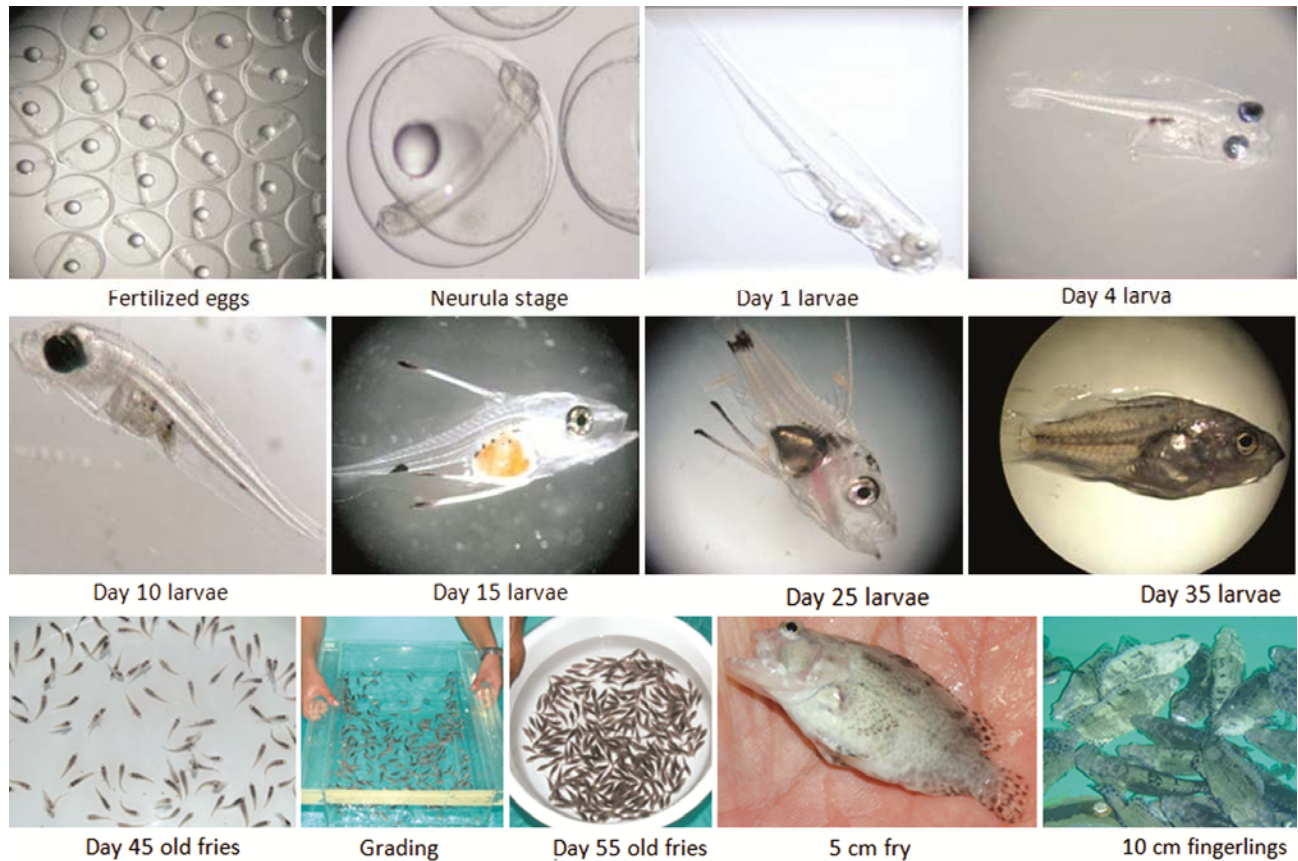 Fertilized eggs
Neurula stage
Day 1 larvae
Day 4 larva
Day 10 larvae
Day 15 larvae
Day 25 larvae
Day 35 larvae
Day 45 old fries
Grading
Day 55 old fries
5 cm fry
10 cm fingerlings